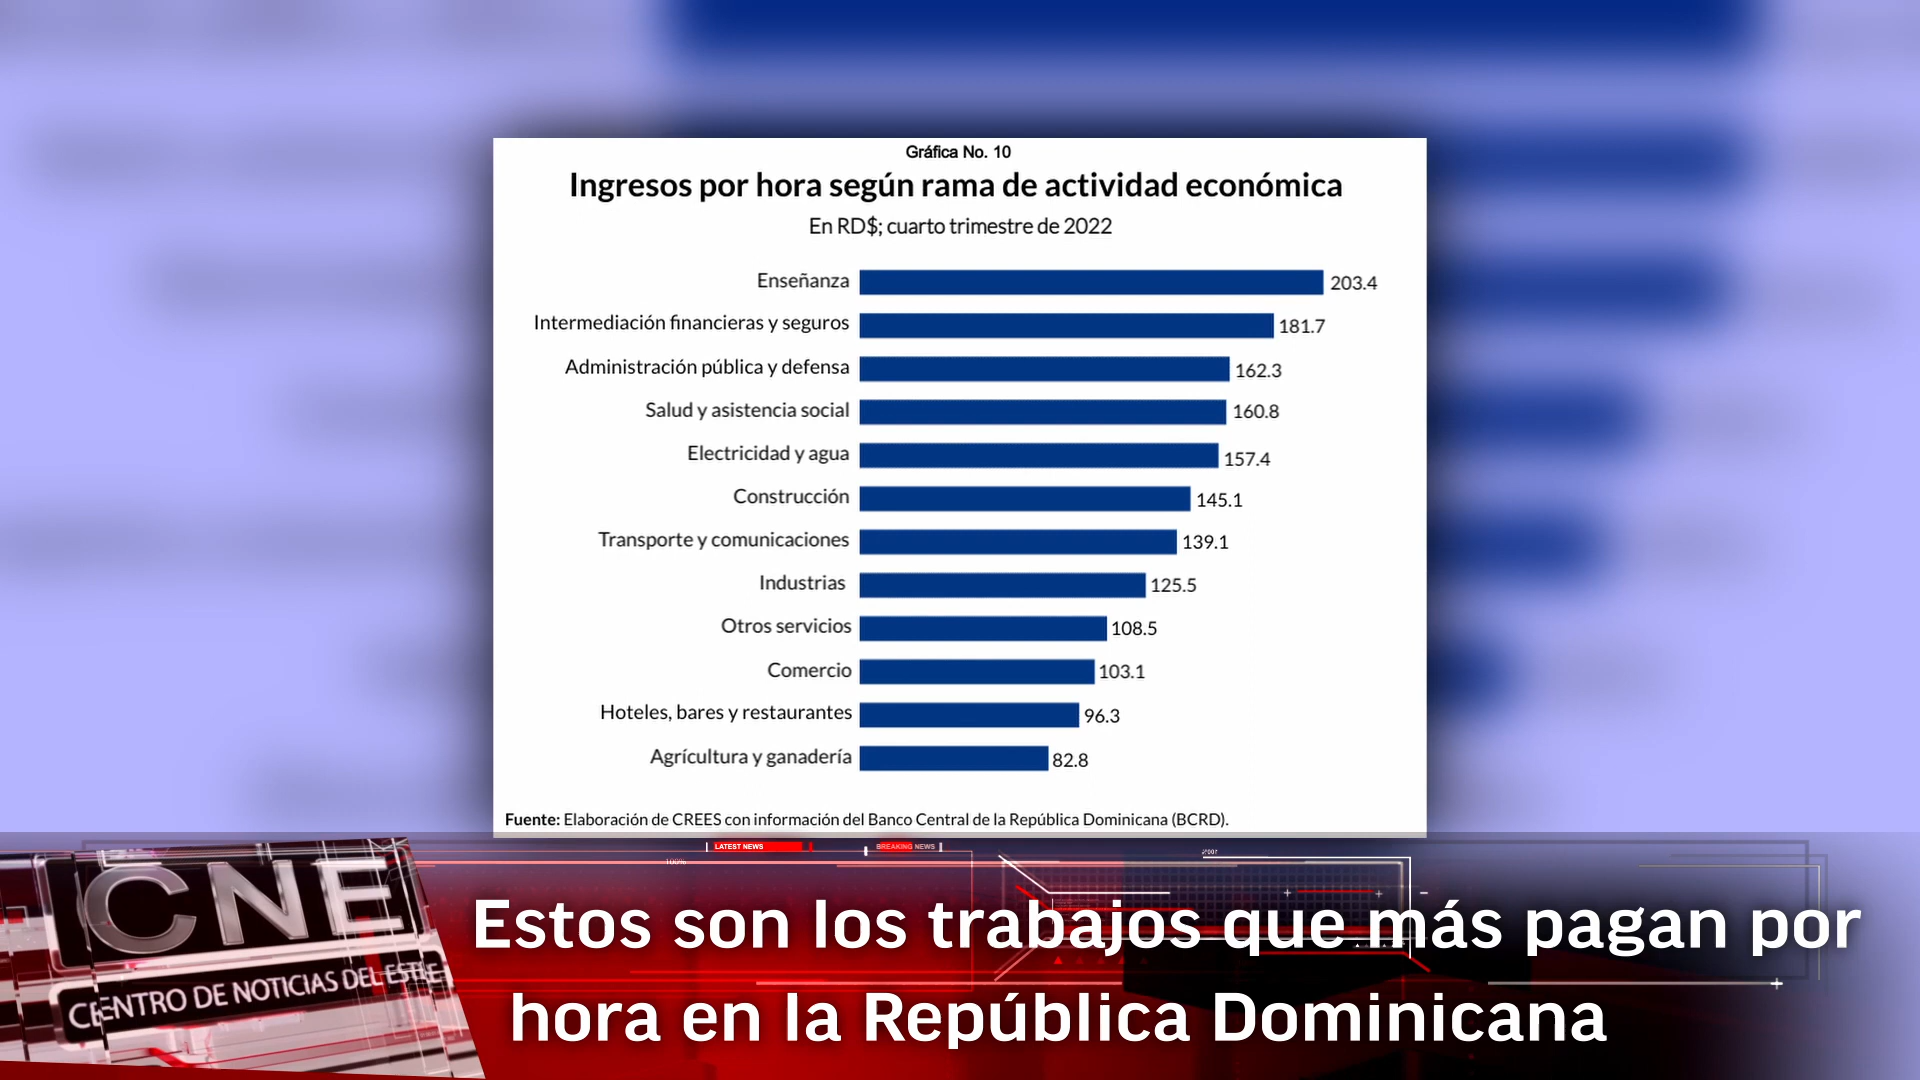 Gráfica No. 10
Ingresos por hora según rama de actividad económica
En RD$; cuarto trimestre de 2022
Enseñanza 203.4
Intermediación financieras y seguros 181.7
Administración pública y defensa 162.3
Salud y asistencia social 160.8
Electricidad y agua 157.4
Construcción 145.1
Transporte y comunicaciones 139.1
Industrias 125.5
Otros servicios 108.5
Comercio 103.1
Hoteles, bares y restaurantes 96.3
Agrícultura y ganadería 82.8
Fuente: Elaboración de CREES con información del Banco Central de la República Dominicana (BCRD).
LATEST NEWS
BREAKING NEWS
100%
CNE
CENTRO DE NOTICIAS DEL ESTE
Estos son los trabajos que más pagan por
hora en la República Dominicana